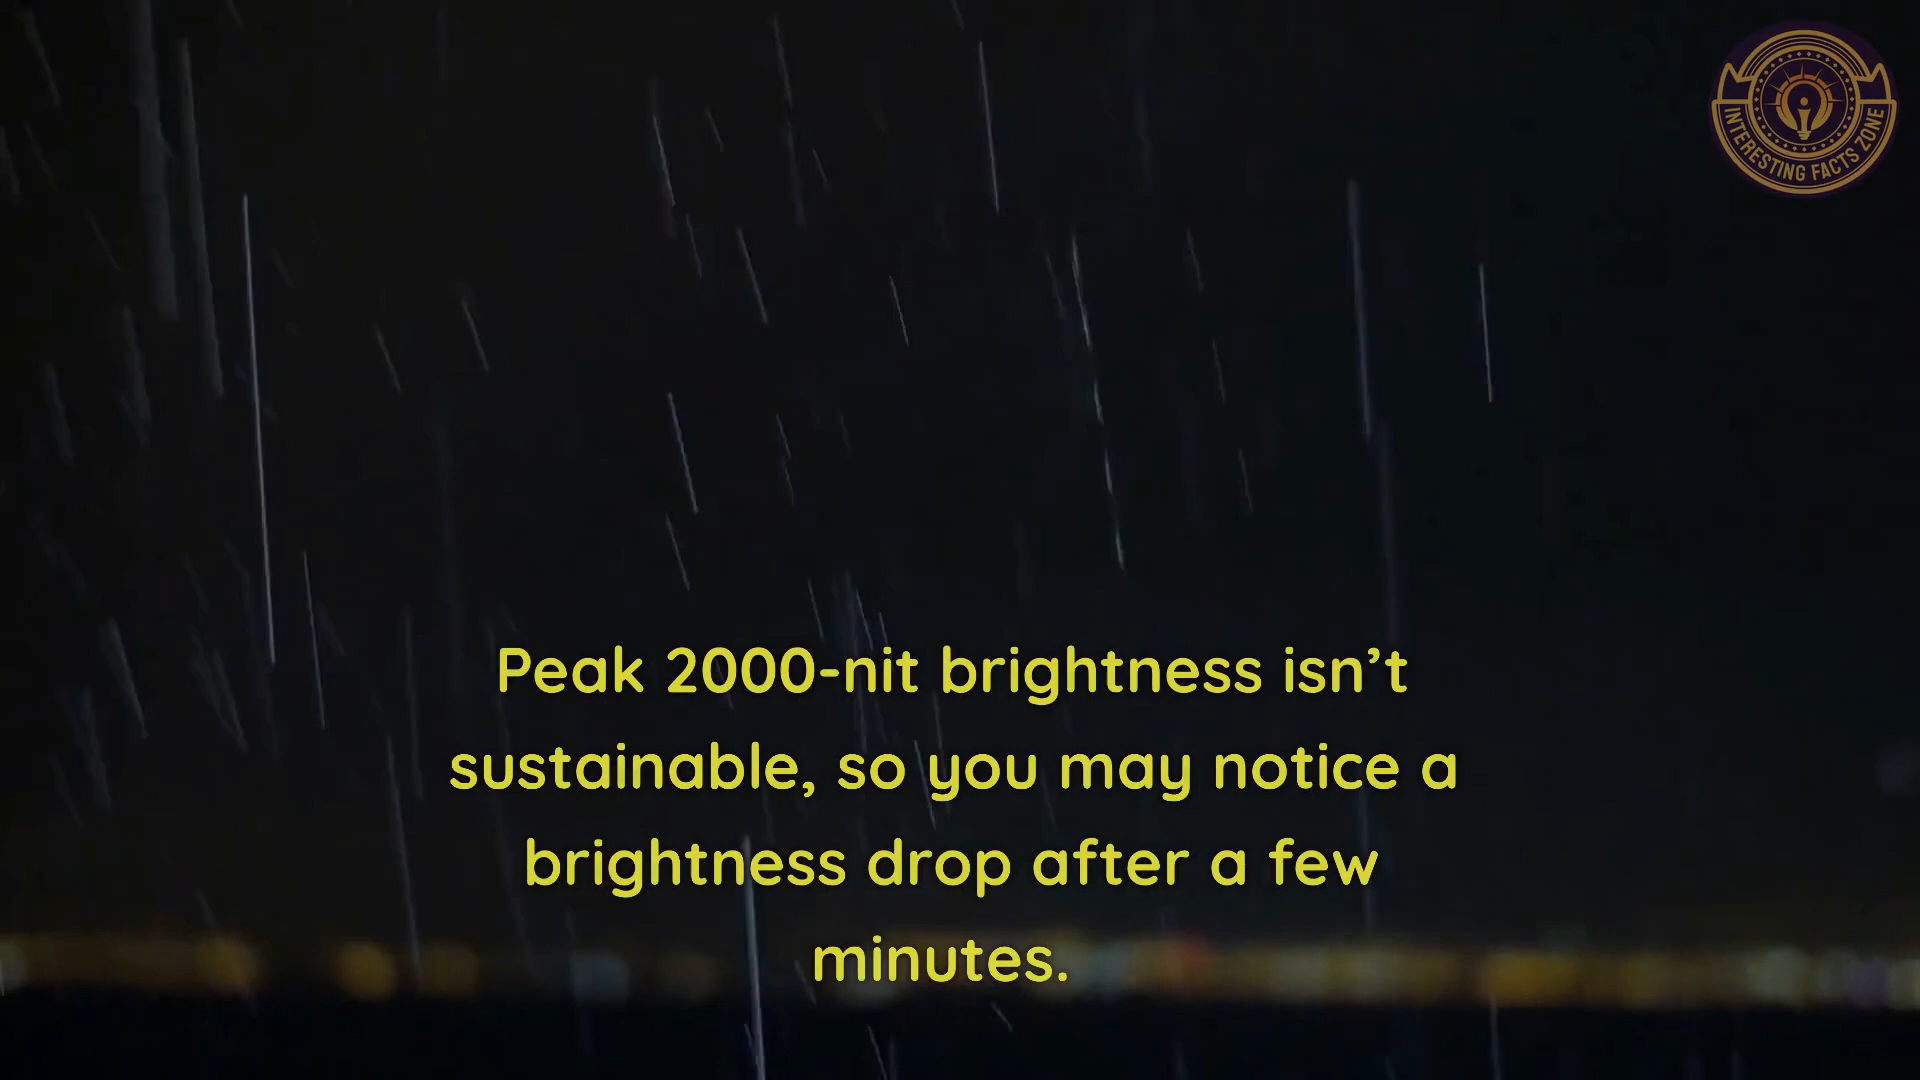 INTERESTING FACTS ZONE
Peak 2000-nit brightness isn’t
sustainable, so you may notice a
brightness drop after a few
minutes.